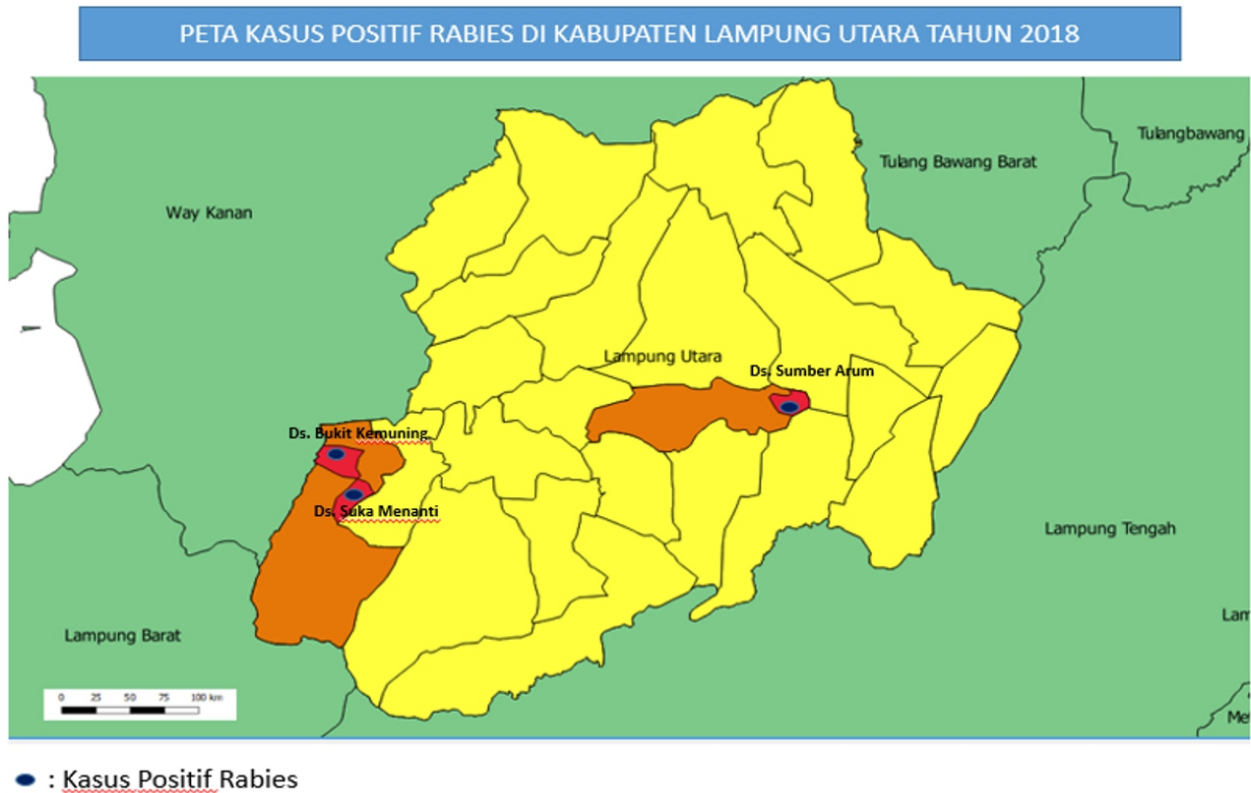 PETA KASUS POSITIF RABIES DI KABUPATEN LAMPUNG UTARA TAHUN 2018
Tulangbawang
Tulang Bawang Barat
Way Kanan
Lampung Utara
Ds. Sumber Arum
Ds. Bukit Kemuning
Ds. Suka Menanti
Lampung Tengah
Lam
Lampung Barat
0 25 50 75 100 km
Me
: Kasus Positif Rabies